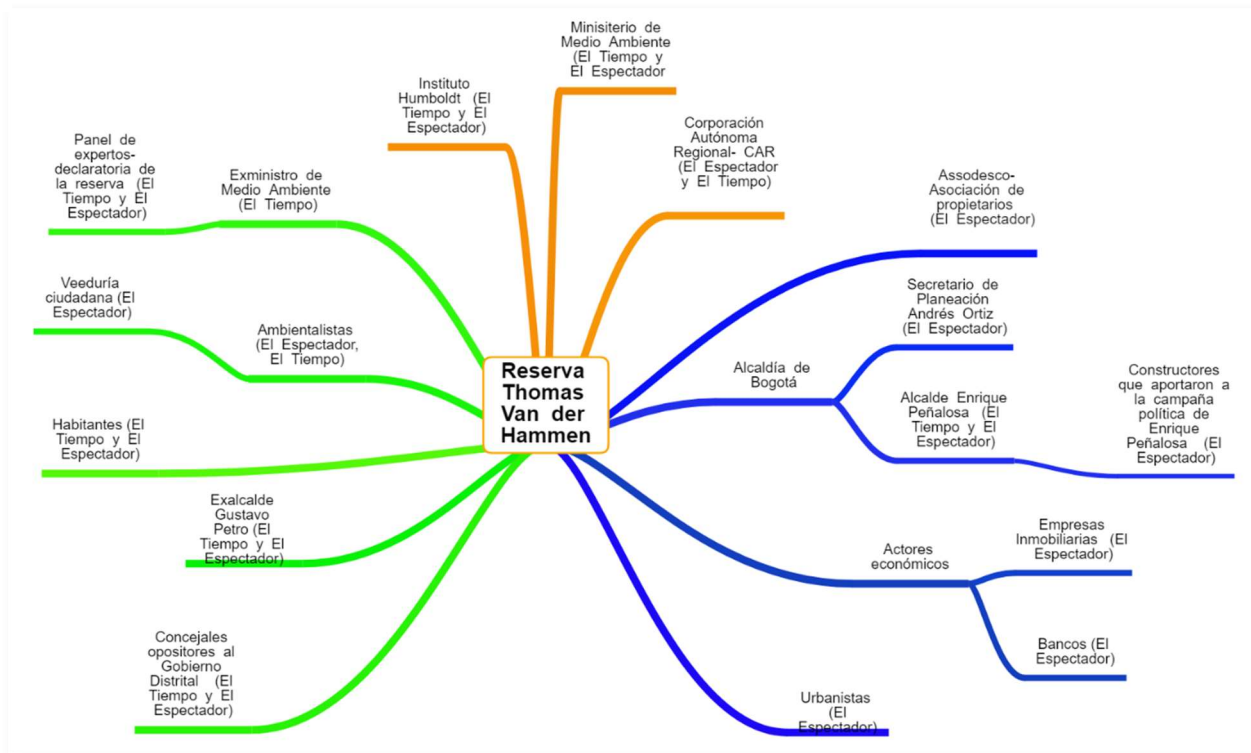 Minisiterio de
Medio Ambiente
(El Tiempo y
El Espectador
Instituto
Humboldt (El
Tiempo y El
Espectador)
Corporación
Autónoma
Regional- CAR
(El Espectador
y El Tiempo)
Panel de
expertos-
declaratoria de
la reserva (El
Tiempo y El
Espectador)
Exministro de
Medio Ambiente
(El Tiempo)
Assodesco-
Asociación de
propietarios
(El Espectador)
Veeduría
ciudadana (El
Espectador)
Ambientalistas
(El Espectador,
El Tiempo)
Secretario de
Planeación
Andrés Ortiz
(El Espectador)
Reserva
Thomas
Van der
Hammen
Alcaldía de
Bogotá
Alcalde Enrique
Peñalosa (El
Tiempo y El
Espectador)
Constructores
que aportaron a
la campaña
política de
Enrique
Peñalosa (El
Espectador)
Habitantes (El
Tiempo y El
Espectador)
Exalcalde
Gustavo
Petro (El
Tiempo y El
Espectador)
Actores
económicos
Empresas
Inmobiliarias (El
Espectador)
Bancos (El
Espectador)
Concejales
opositores al
Gobierno
Distrital (El
Tiempo y El
Espectador)
Urbanistas
(El
Espectador)